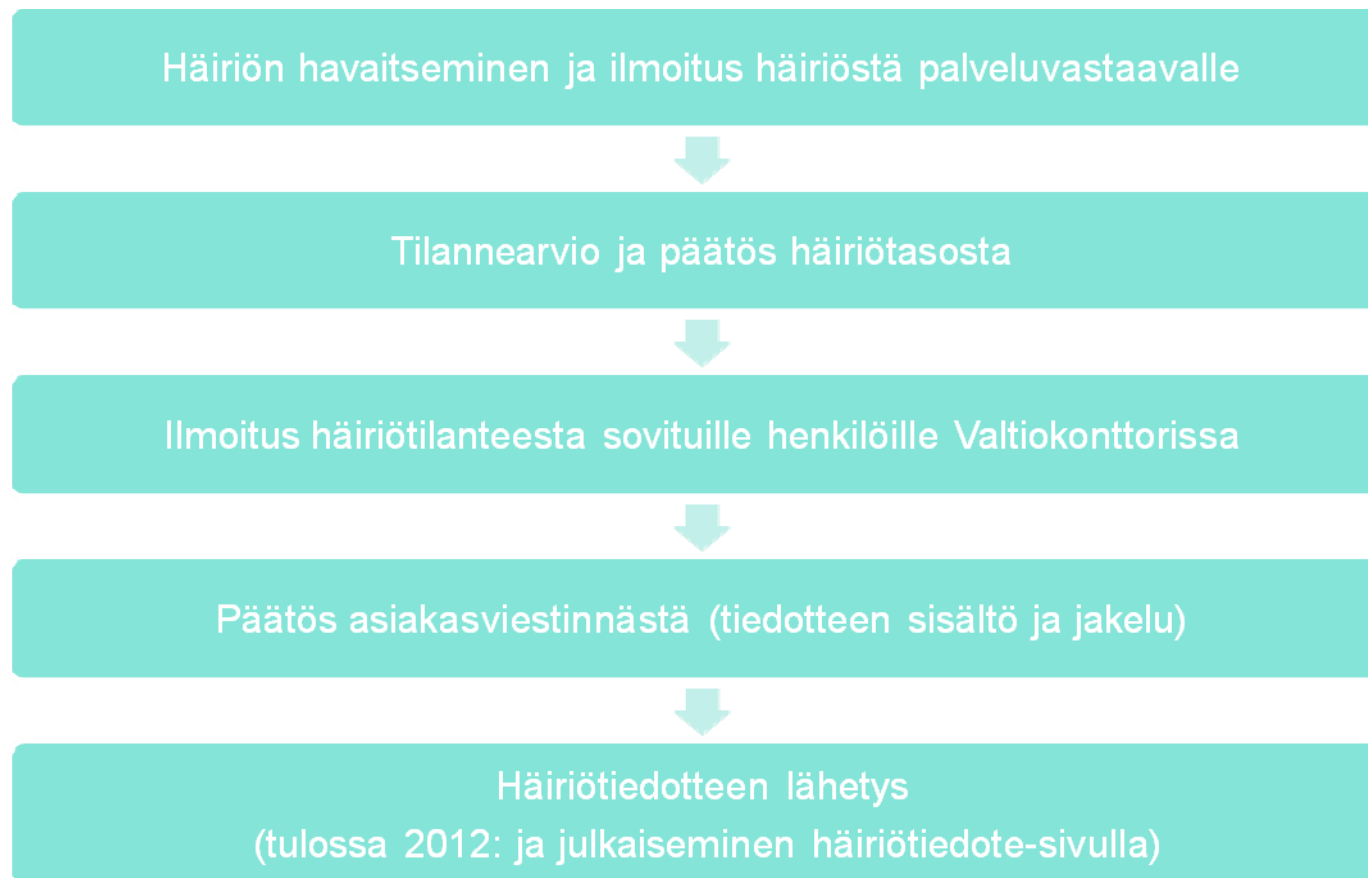 Häiriön havaitseminen ja ilmoitus häiriöstä palveluvastaavalle
Tilannearvio ja päätös häiriötasosta
Ilmoitus häiriötilanteesta sovituille henkilöille Valtiokonttorissa
Päätös asiakasviestinnästä (tiedotteen sisältö ja jakelu)
Häiriötiedotteen lähetys
(tulossa 2012: ja julkaiseminen häiriötiedote-sivulla)